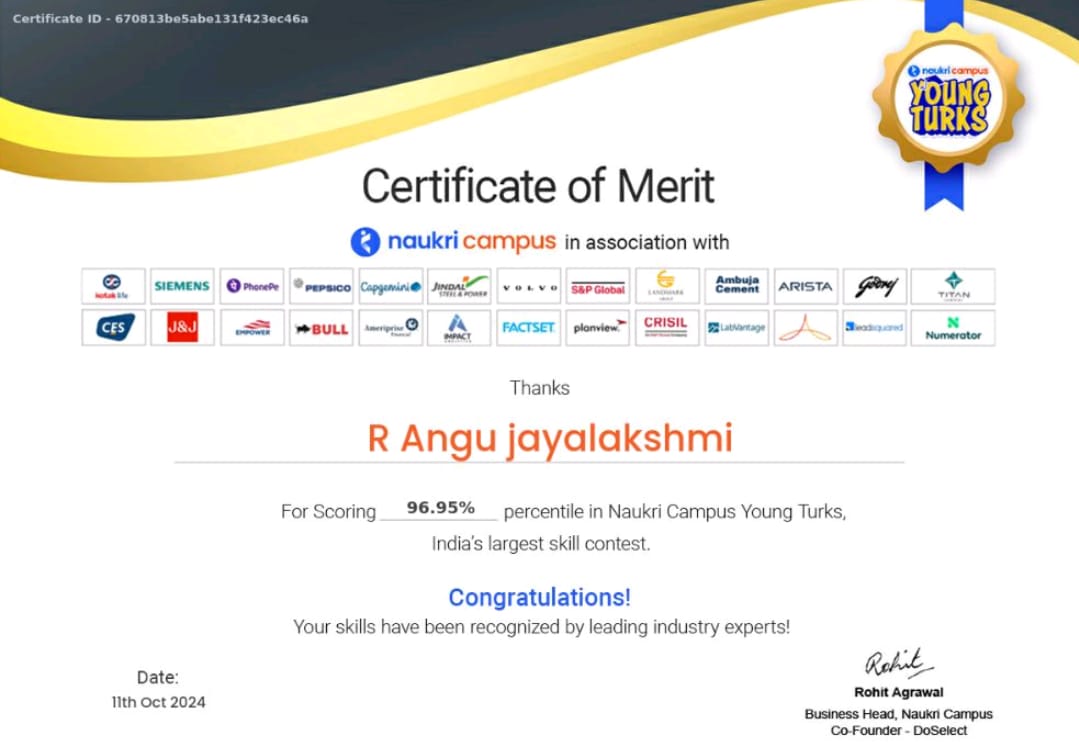 Certificate ID - 670813be5abe131f423ec46a
naukri campus
YOUNG
TURKS
Certificate of Merit
naukri campus in association with
kotak life SIEMENS PhonePe PEPSICO Capgemini JINDAL STEEL & POWER VOLVO S&P Global LANDMARK GROUP Ambuja Cement ARISTA Godrej TITAN
CES J&J EMPOWER BULL Ameriprise Financial IMPACT ANALYTICS FACTSET planview CRISIL LabVantage leadsquared Numerator
Thanks
R Angu jayalakshmi
For Scoring 96.95% percentile in Naukri Campus Young Turks,
India's largest skill contest.
Congratulations!
Your skills have been recognized by leading industry experts!
Date:
11th Oct 2024
Rohit
Rohit Agrawal
Business Head, Naukri Campus
Co-Founder - DoSelect